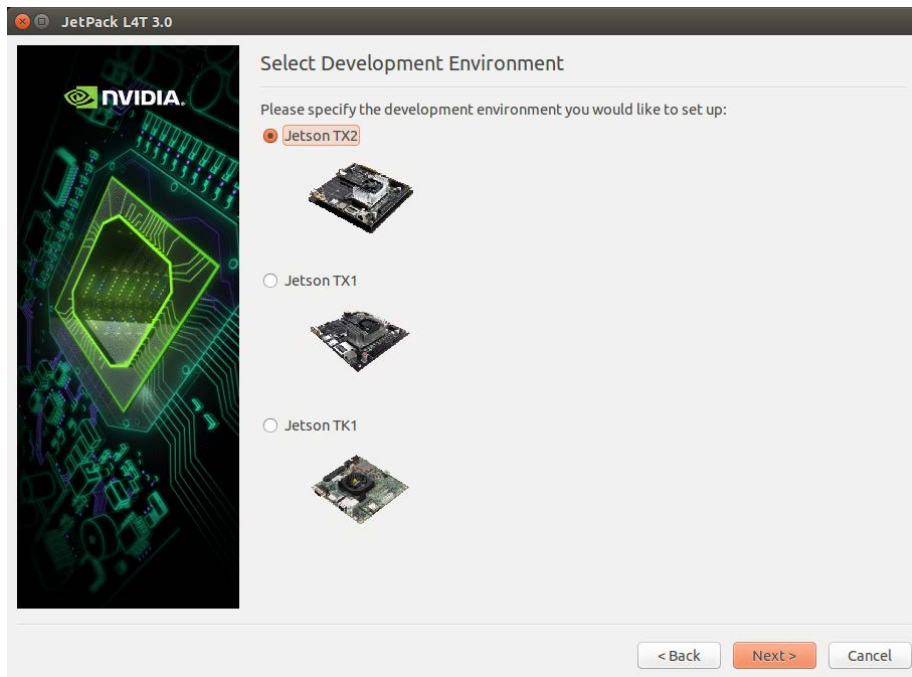 JetPack L4T 3.0
NVIDIA.
Select Development Environment
Please specify the development environment you would like to set up:
Jetson TX2
Jetson TX1
Jetson TK1
< Back Next > Cancel